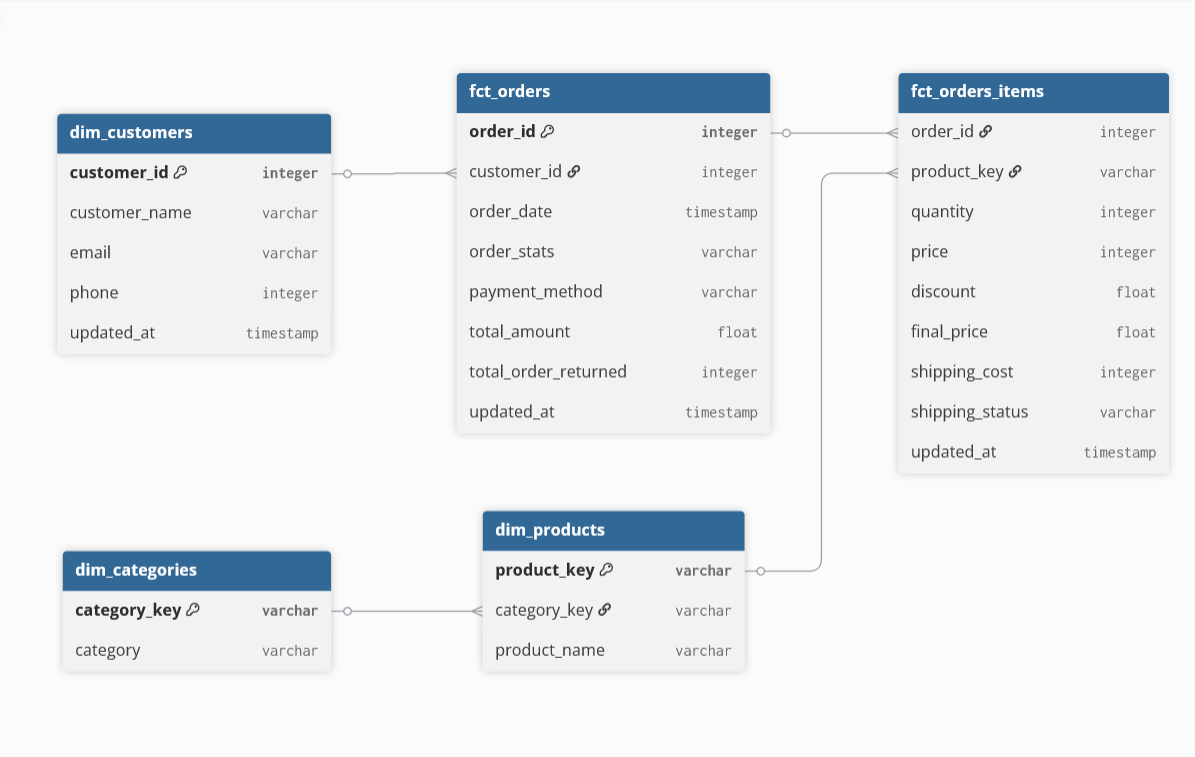 dim_customers
customer_id integer
customer_name varchar
email varchar
phone integer
updated_at timestamp
fct_orders
order_id integer
customer_id integer
order_date timestamp
order_stats varchar
payment_method varchar
total_amount float
total_order_returned integer
updated_at timestamp
fct_orders_items
order_id integer
product_key varchar
quantity integer
price integer
discount float
final_price float
shipping_cost integer
shipping_status varchar
updated_at timestamp
dim_categories
category_key varchar
category varchar
dim_products
product_key varchar
category_key varchar
product_name varchar